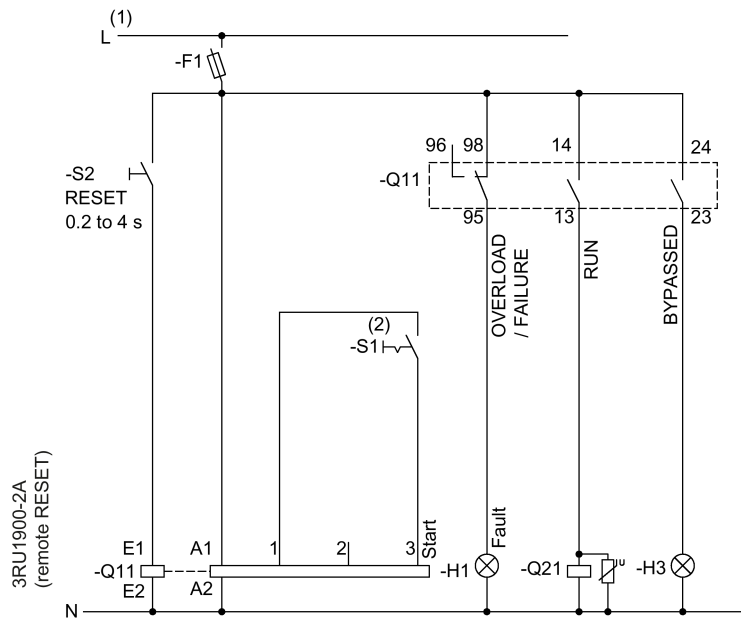 (1)
L
-F1
96 98 14 24
-Q11
95 13 23
-S2
RESET
0.2 to 4 s
OVERLOAD
/ FAILURE
RUN
BYPASSED
(2)
-S1
3RU1900-2A
(remote RESET)
E1 A1 1 2 3
Start
Fault
-Q11
-H1
-Q21
U
-H3
E2 A2
N